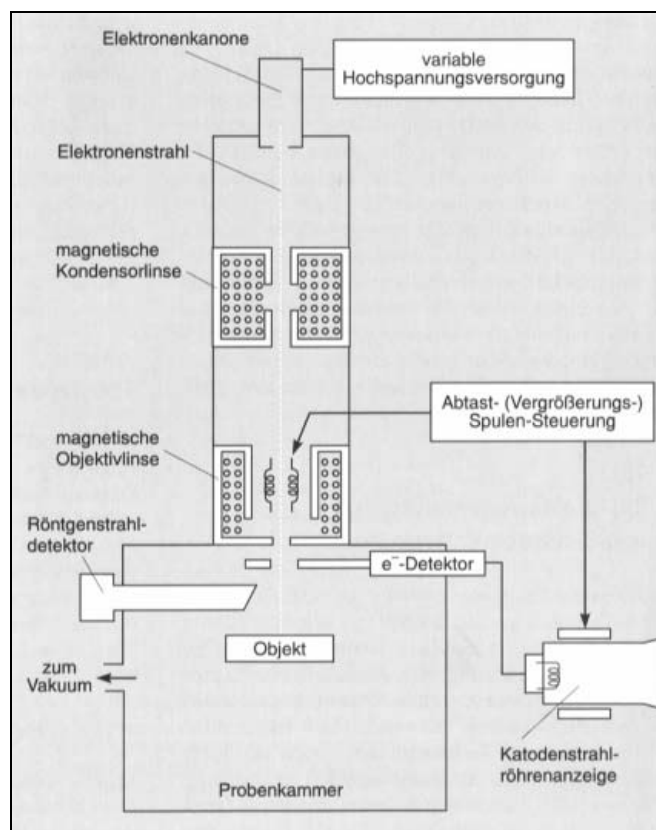 Elektronenkanone
variable
Hochspannungsversorgung
Elektronenstrahl
magnetische
Kondensorlinse
Abtast- (Vergrößerungs-)
Spulen-Steuerung
magnetische
Objektivlinse
Röntgenstrahl-
detektor
e⁻-Detektor
Objekt
zum
Vakuum
Katodenstrahl-
röhrenanzeige
Probenkammer